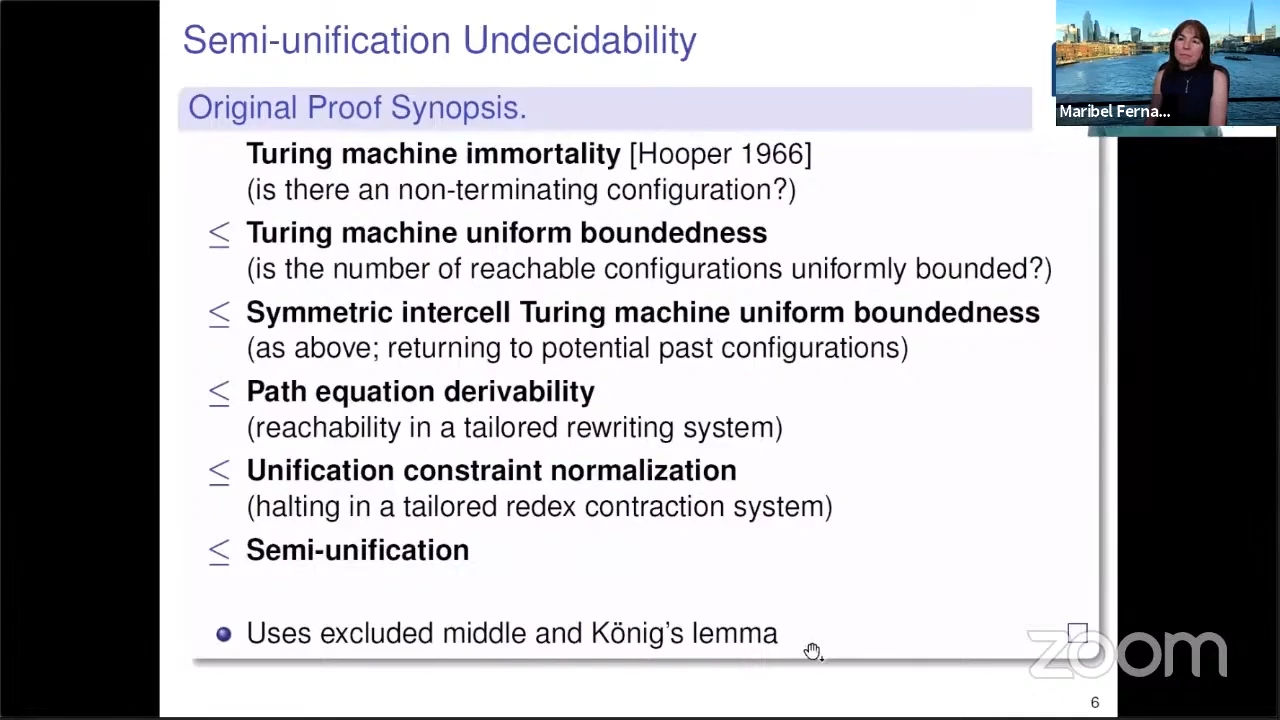 Semi-unification Undecidability
Maribel Ferna...
Original Proof Synopsis.
Turing machine immortality [Hooper 1966]
(is there an non-terminating configuration?)
≤ Turing machine uniform boundedness
(is the number of reachable configurations uniformly bounded?)
≤ Symmetric intercell Turing machine uniform boundedness
(as above; returning to potential past configurations)
≤ Path equation derivability
(reachability in a tailored rewriting system)
≤ Unification constraint normalization
(halting in a tailored redex contraction system)
≤ Semi-unification
Uses excluded middle and König's lemma
zoom
6